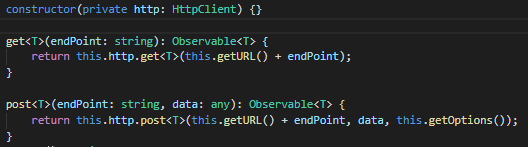 constructor(private http: HttpClient) {}
get<T>(endPoint: string): Observable<T> {
return this.http.get<T>(this.getURL() + endPoint);
}
post<T>(endPoint: string, data: any): Observable<T> {
return this.http.post<T>(this.getURL() + endPoint, data, this.getOptions());
}